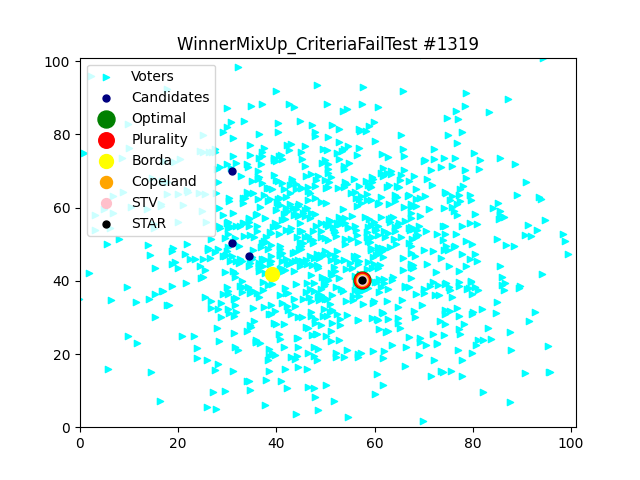 WinnerMixUp_CriteriaFailTest #1319
100
80
60
40
20
0
0 20 40 60 80 100
Voters
Candidates
Optimal
Plurality
Borda
Copeland
STV
STAR